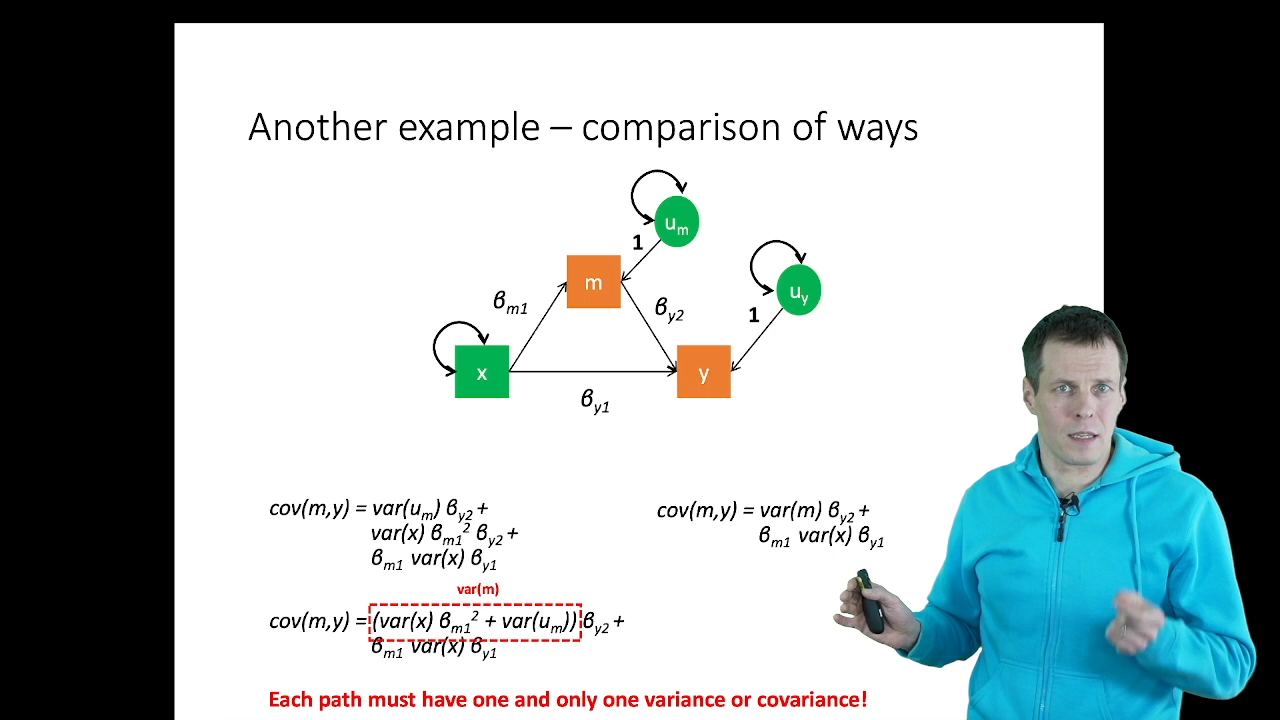 Another example – comparison of ways
u_m
1
m
u_y
β_m1
β_y2
1
x
y
β_y1
cov(m,y) = var(u_m) β_y2 +
var(x) β_m1² β_y2 +
β_m1 var(x) β_y1
cov(m,y) = var(m) β_y2 +
β_m1 var(x) β_y1
var(m)
cov(m,y) = (var(x) β_m1² + var(u_m)) β_y2 +
β_m1 var(x) β_y1
Each path must have one and only one variance or covariance!